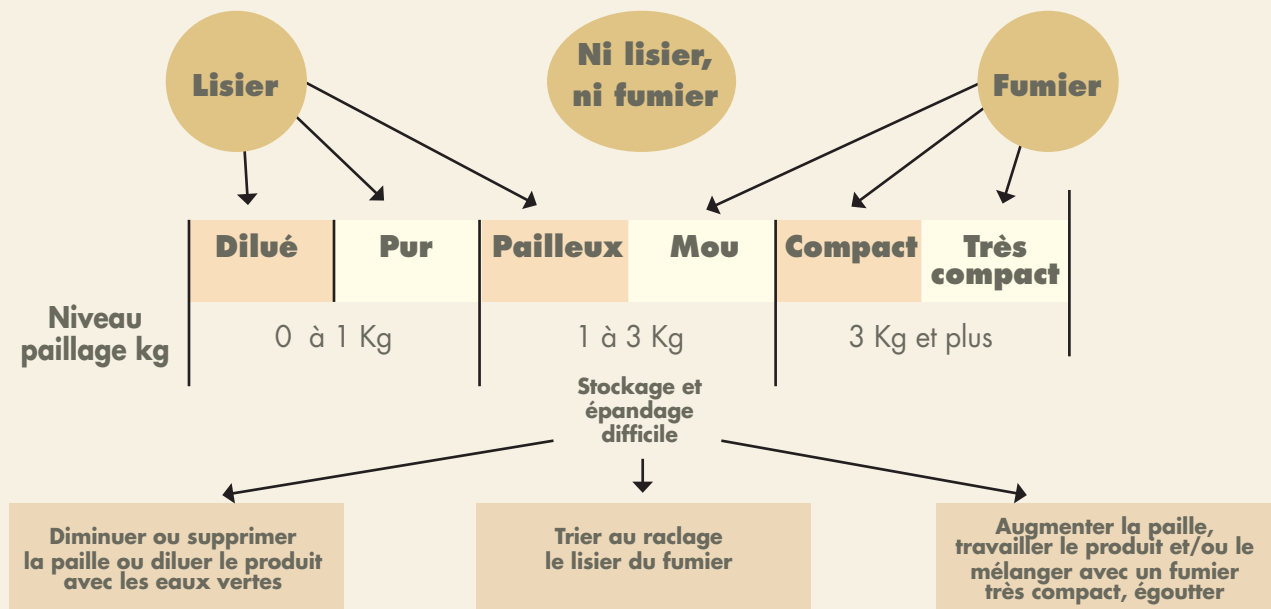 Lisier
Ni lisier,
ni fumier
Fumier
Dilué
Pur
Pailleux
Mou
Compact
Très
compact
Niveau
paillage kg
0 à 1 Kg
1 à 3 Kg
3 Kg et plus
Stockage et
épandage
difficile
Diminuer ou supprimer
la paille ou diluer le produit
avec les eaux vertes
Trier au raclage
le lisier du fumier
Augmenter la paille,
travailler le produit et/ou le
mélanger avec un fumier
très compact, égoutter